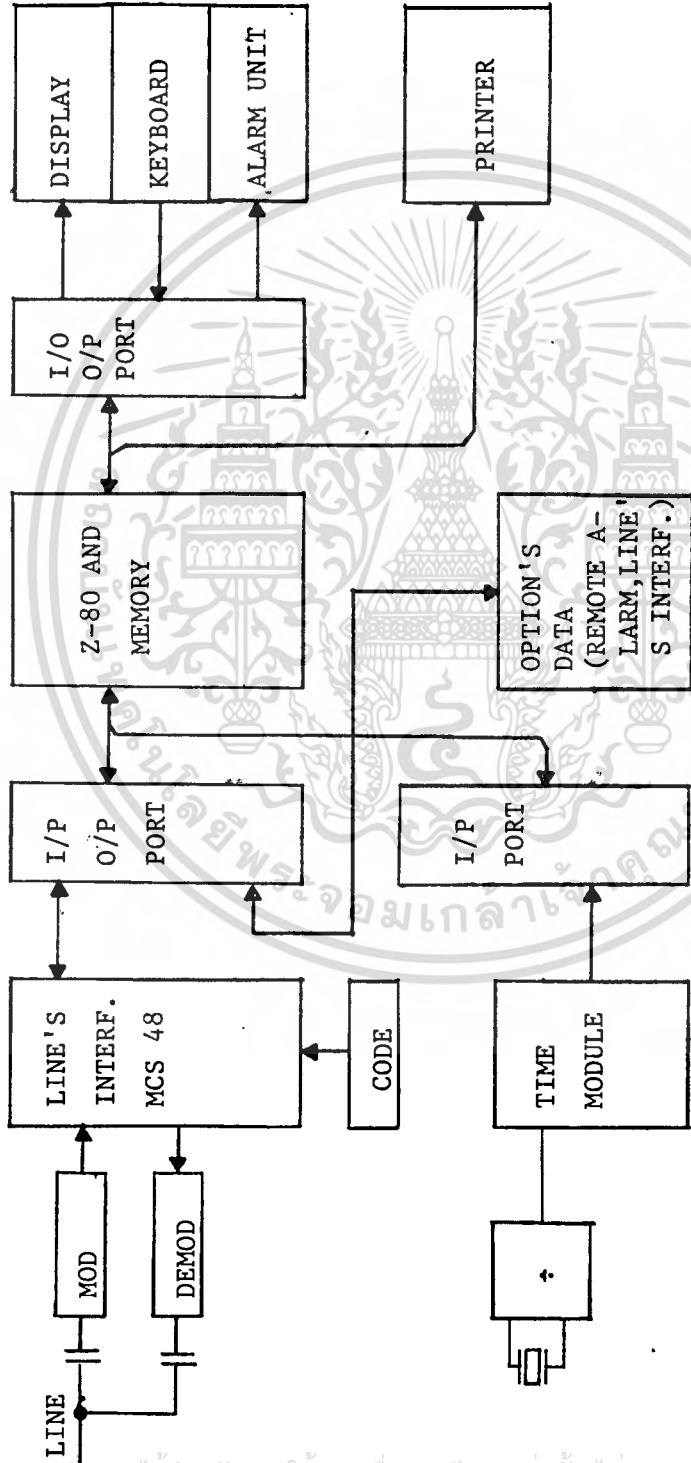 LINE
MOD
DEMOD
LINE'S
INTERF.
MCS 48
CODE
I/P
O/P
PORT
Z-80 AND
MEMORY
I/O
O/P
PORT
DISPLAY
KEYBOARD
ALARM UNIT
÷
TIME
MODULE
I/P
PORT
OPTION'S
DATA
(REMOTE A-
LARM,LINE'
S INTERF.)
PRINTER